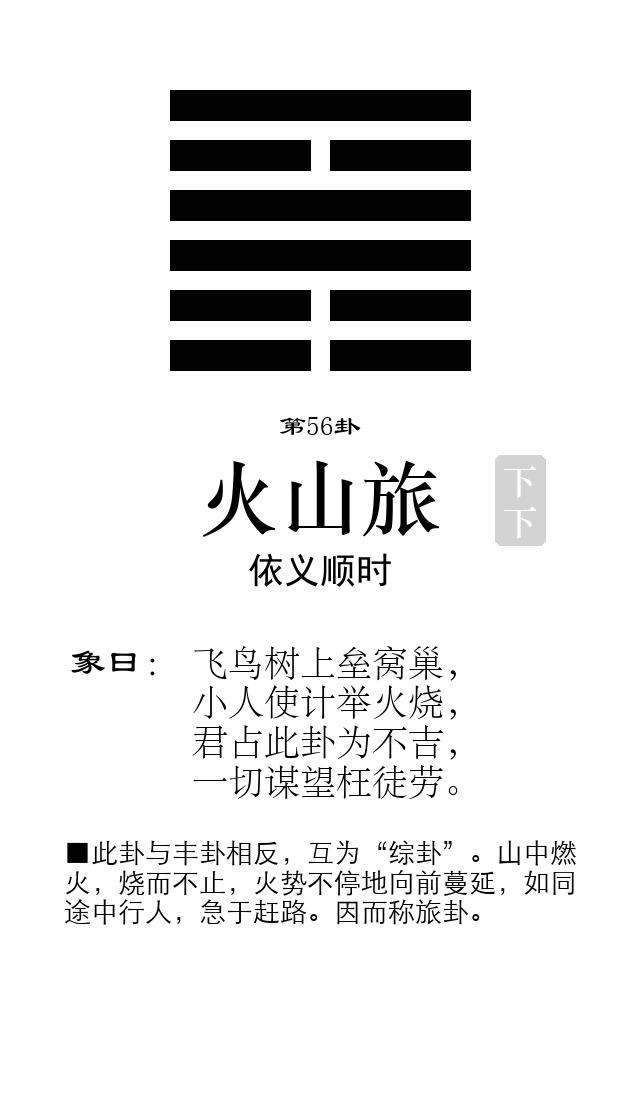 第56卦
火山旅
下下
依义顺时
象曰：飞鸟树上垒窝巢，
小人使计举火烧，
君占此卦为不吉，
一切谋望枉徒劳。
■此卦与丰卦相反，互为“综卦”。山中燃
火，烧而不止，火势不停地向前蔓延，如同
途中行人，急于赶路。因而称旅卦。